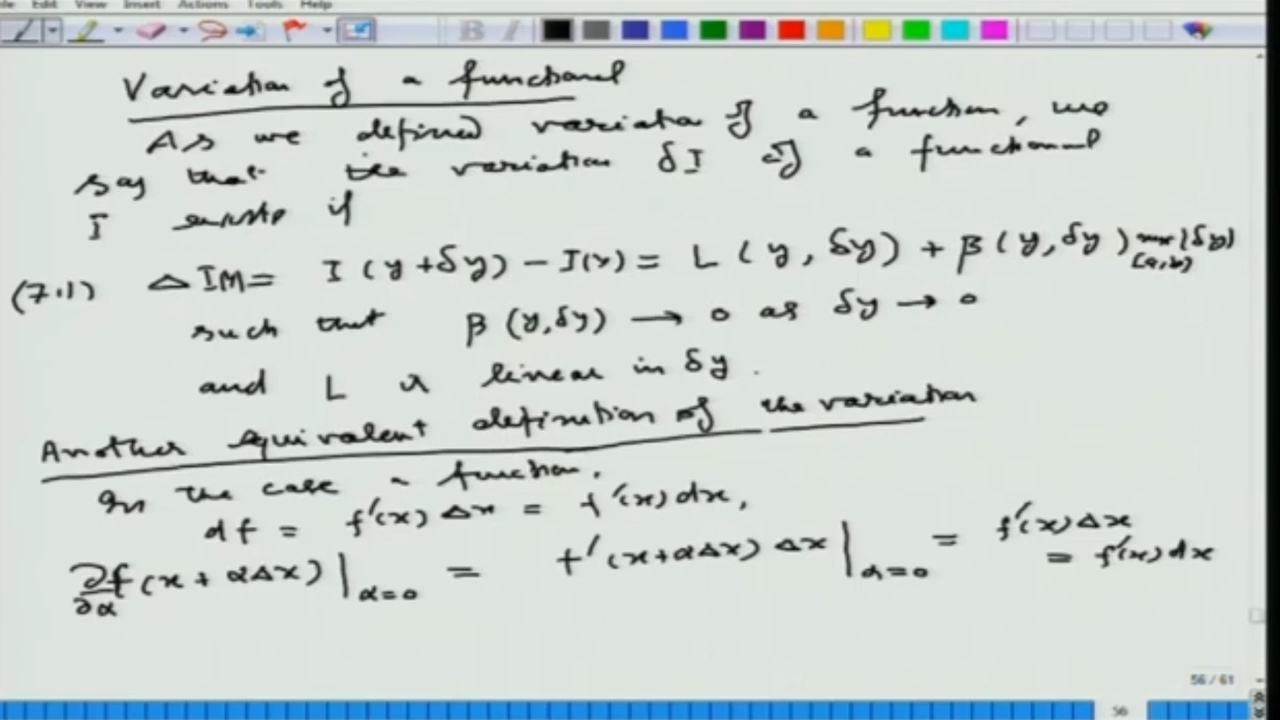 File Edit View Insert Actions Tools Help
Variation of a functional
As we defined variation of a function, we
say that the variation δI of a functional
I exists if
(7.1) ΔI(y) = I(y+δy) - I(y) = L(y, δy) + β(y, δy) max|δy|
[a,b]
such that β(y, δy) → 0 as δy → 0
and L is linear in δy.
Another equivalent definition of the variation
In the case a function,
df = f'(x) Δx = f'(x) dx,
∂f/∂α (x + αΔx)|α=0 = f'(x+αΔx) Δx|α=0 = f'(x) Δx
= f'(x) dx
56 / 61
56